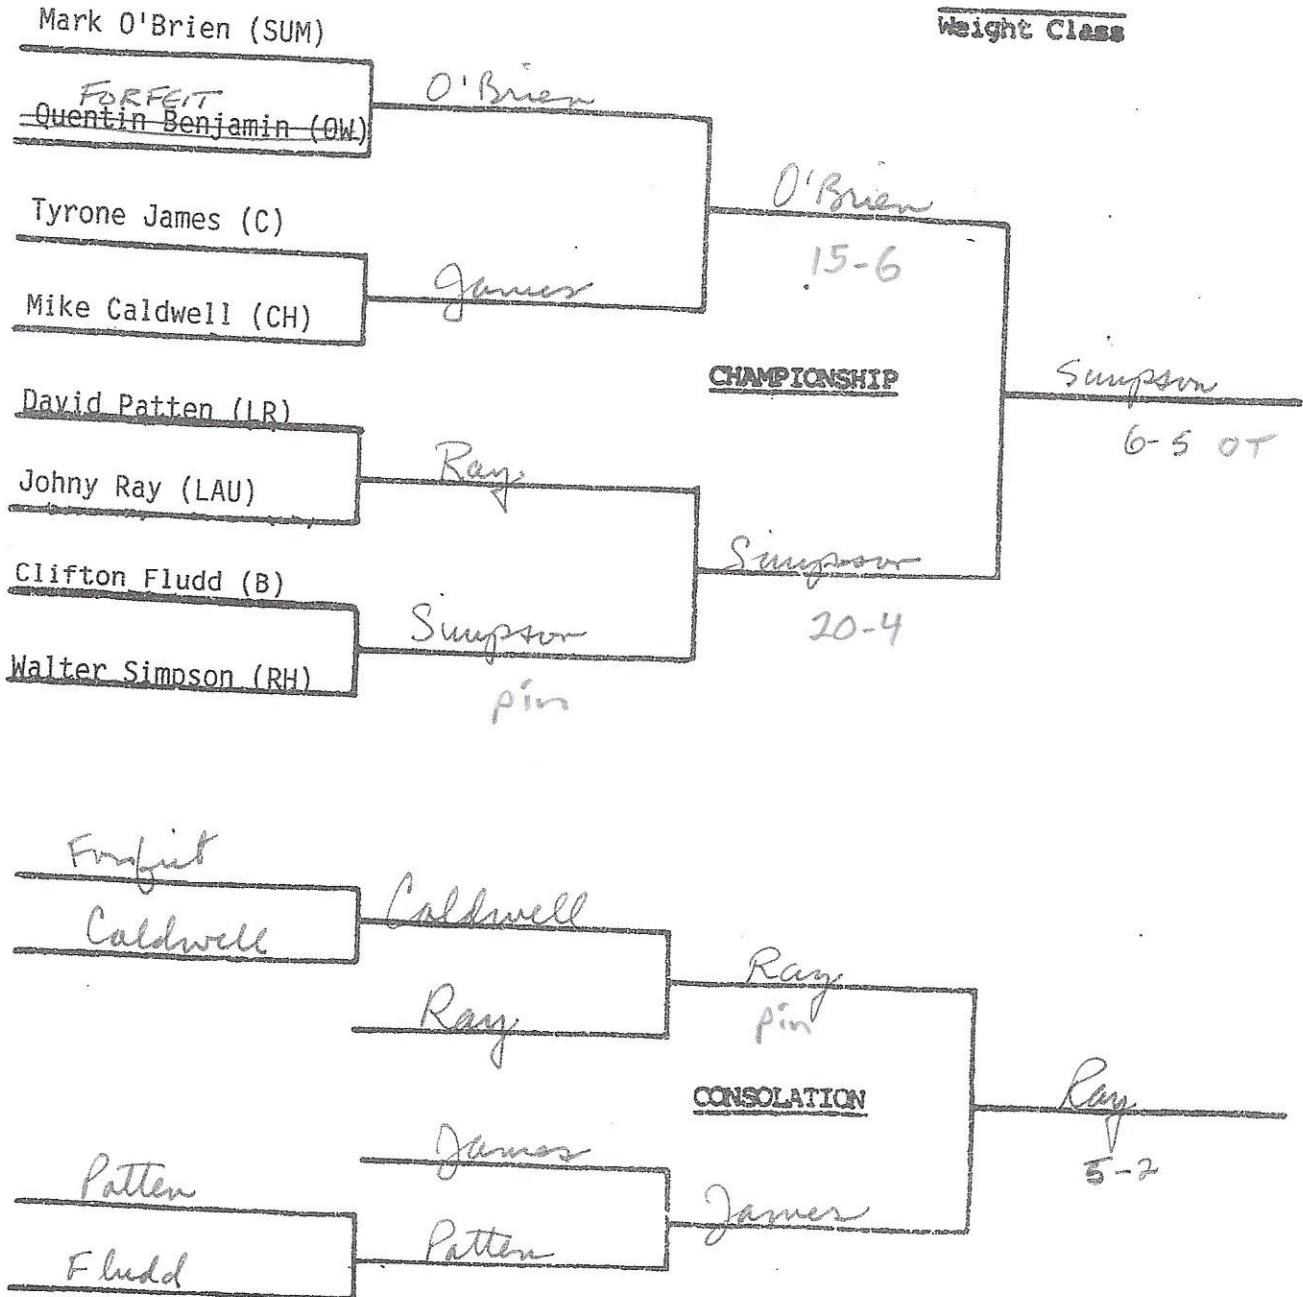 Mark O'Brien (SUM)
Weight Class
FORFEIT
Quentin Benjamin (OW)
O'Brien
Tyrone James (C)
O'Brien
15-6
Mike Caldwell (CH)
James
CHAMPIONSHIP
Simpson
6-5 OT
David Patten (LR)
Ray
Johny Ray (LAU)
Clifton Fludd (B)
Simpson
20-4
Walter Simpson (RH)
Simpson
pin
Forfeit
Caldwell
Caldwell
Ray
pin
Ray
CONSOLATION
Ray
5-2
James
Patten
James
Patten
Fludd